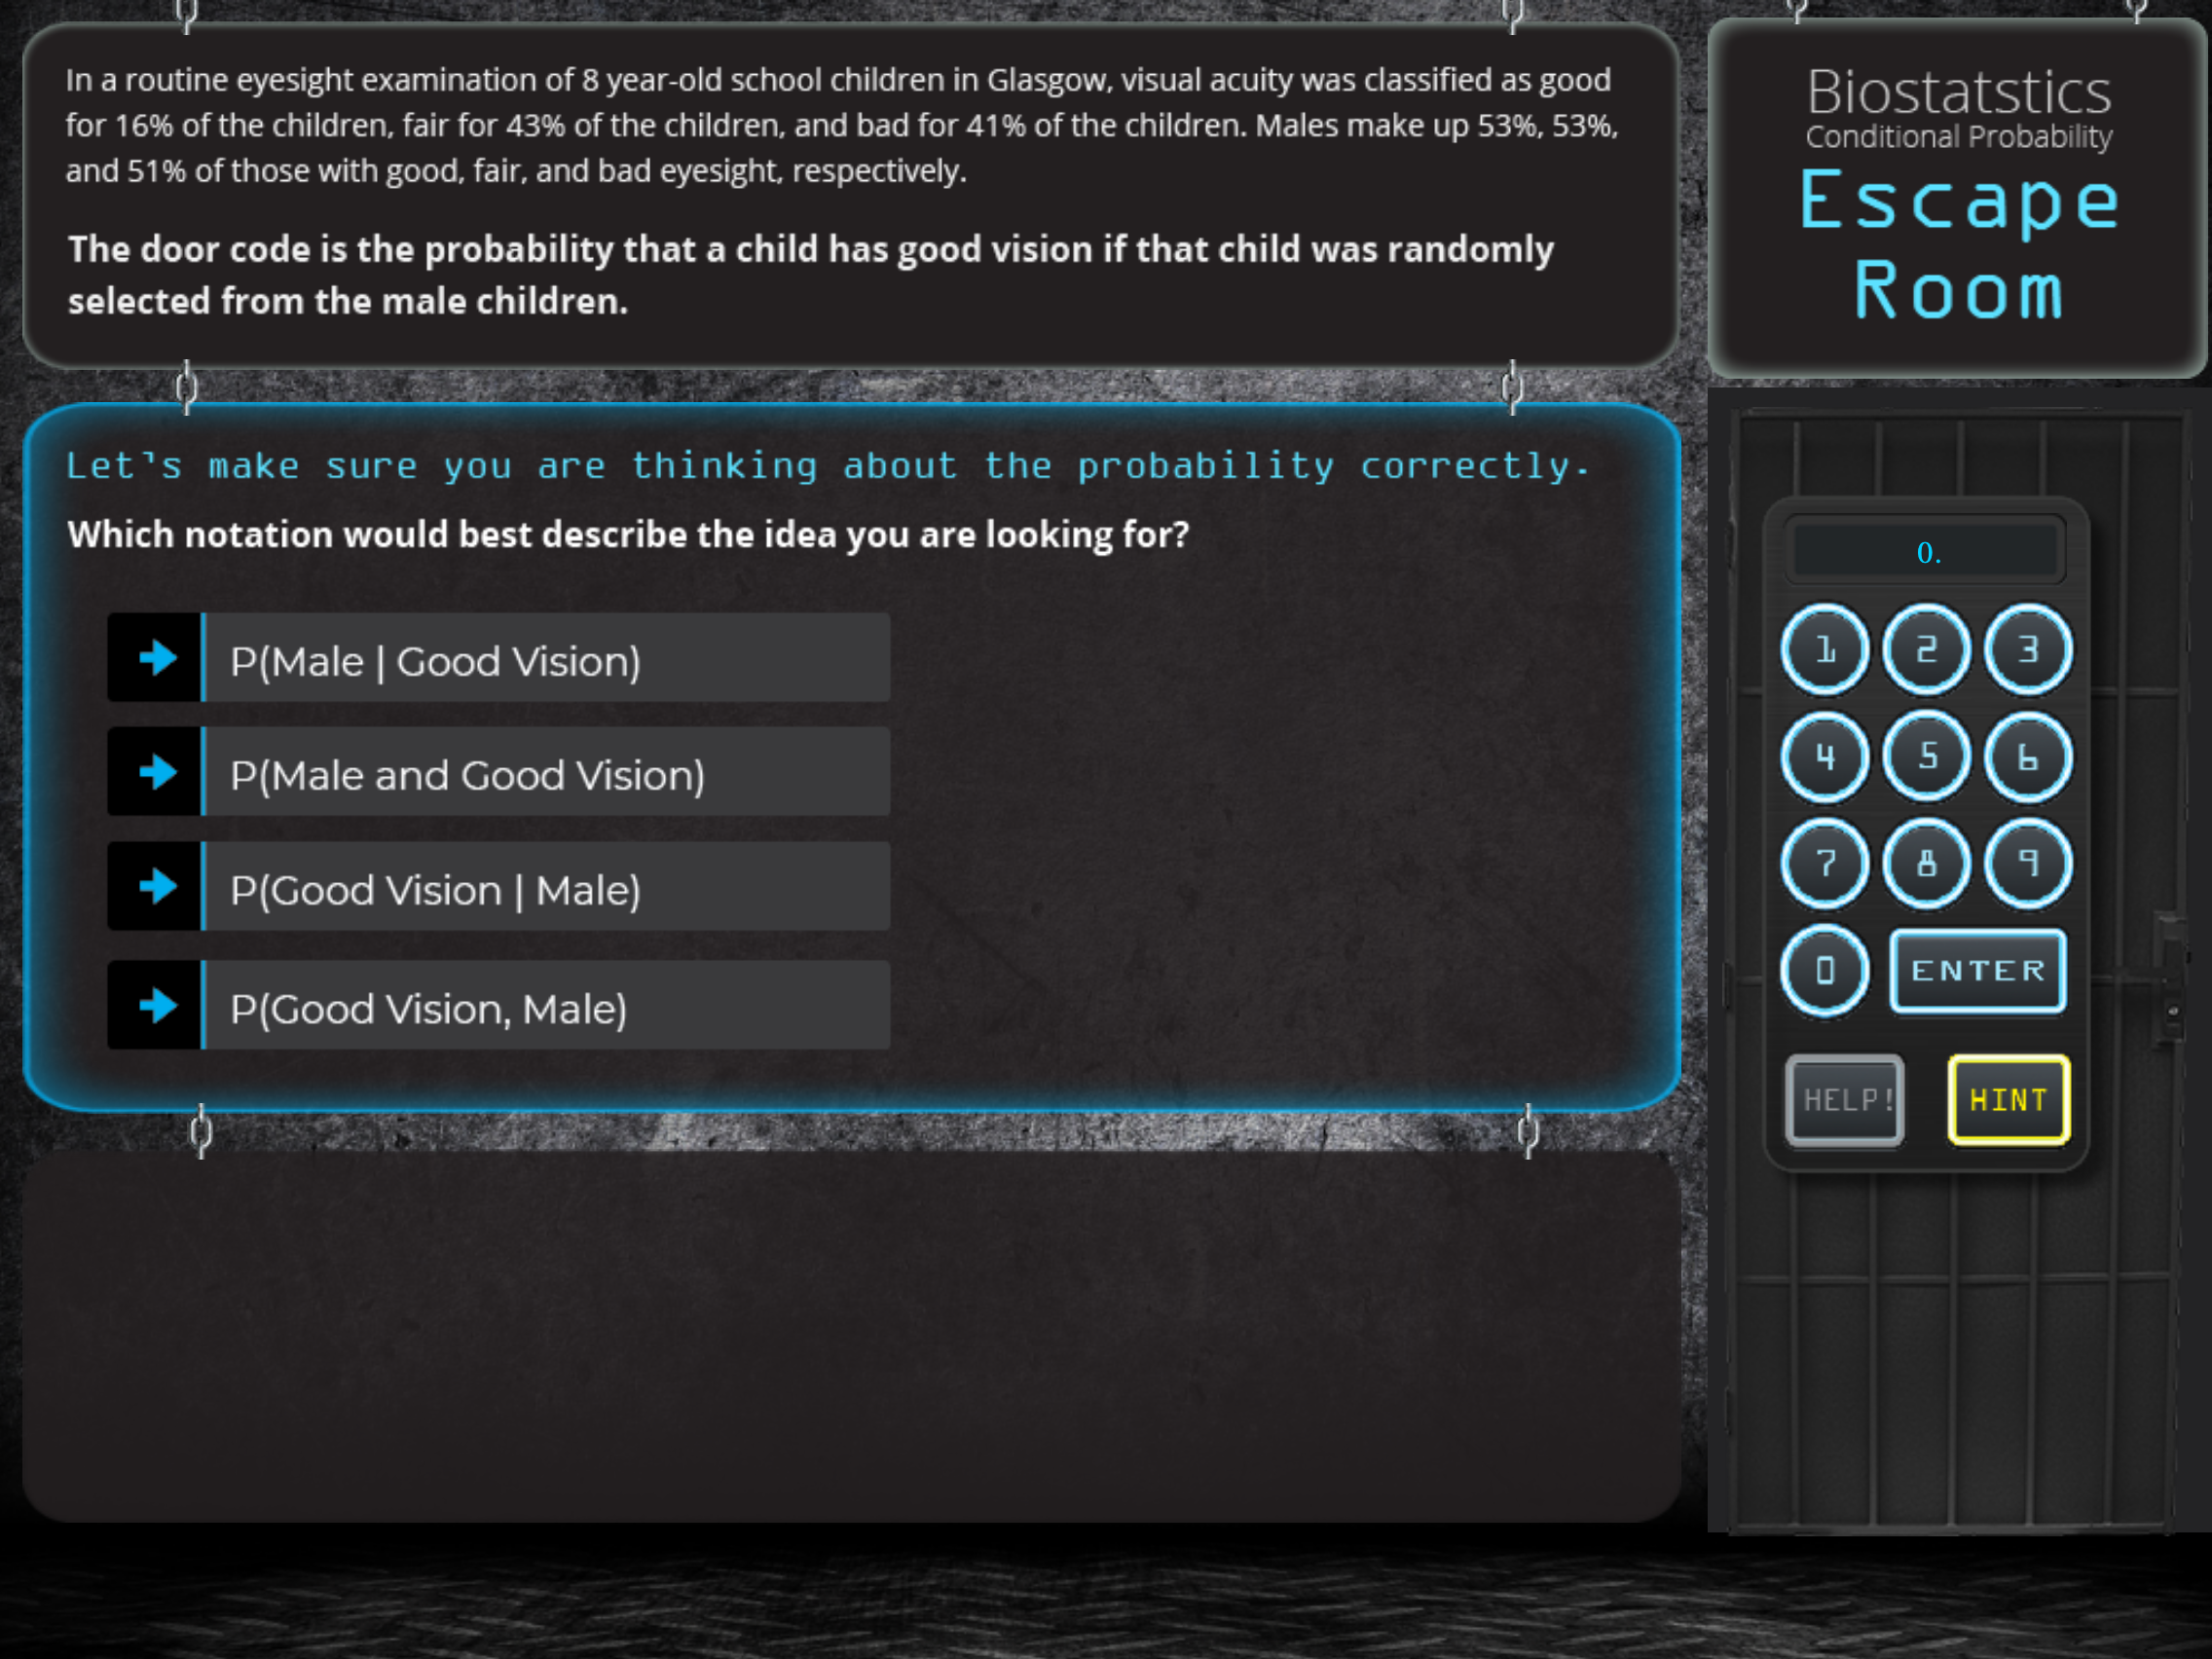 In a routine eyesight examination of 8 year-old school children in Glasgow, visual acuity was classified as good
for 16% of the children, fair for 43% of the children, and bad for 41% of the children. Males make up 53%, 53%,
and 51% of those with good, fair, and bad eyesight, respectively.
The door code is the probability that a child has good vision if that child was randomly
selected from the male children.
Let's make sure you are thinking about the probability correctly.
Which notation would best describe the idea you are looking for?
P(Male | Good Vision)
P(Male and Good Vision)
P(Good Vision | Male)
P(Good Vision, Male)
Biostatstics
Conditional Probability
Escape
Room
0.
1 2 3
4 5 6
7 8 9
0 ENTER
HELP! HINT